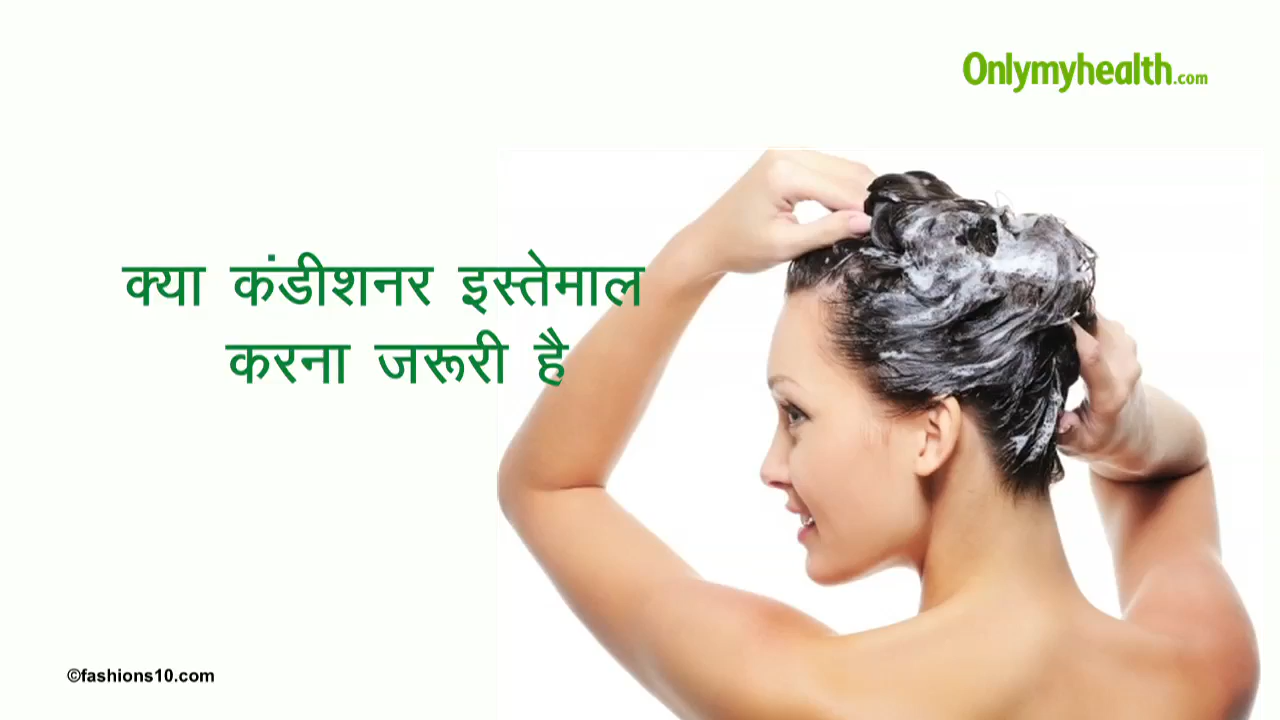 Onlymyhealth.com
क्या कंडीशनर इस्तेमाल
करना जरूरी है
©fashions10.com